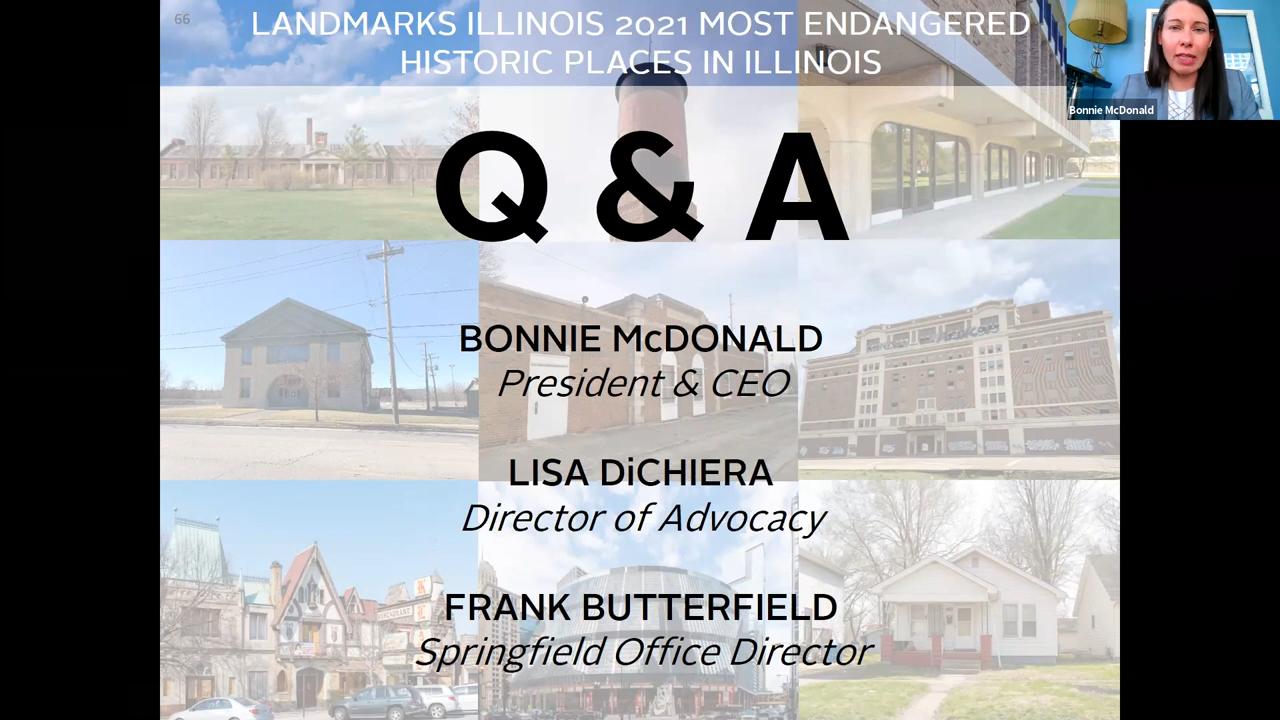 66
LANDMARKS ILLINOIS 2021 MOST ENDANGERED
HISTORIC PLACES IN ILLINOIS
Bonnie McDonald
Q & A
BONNIE McDONALD
President & CEO
LISA DiCHIERA
Director of Advocacy
FRANK BUTTERFIELD
Springfield Office Director